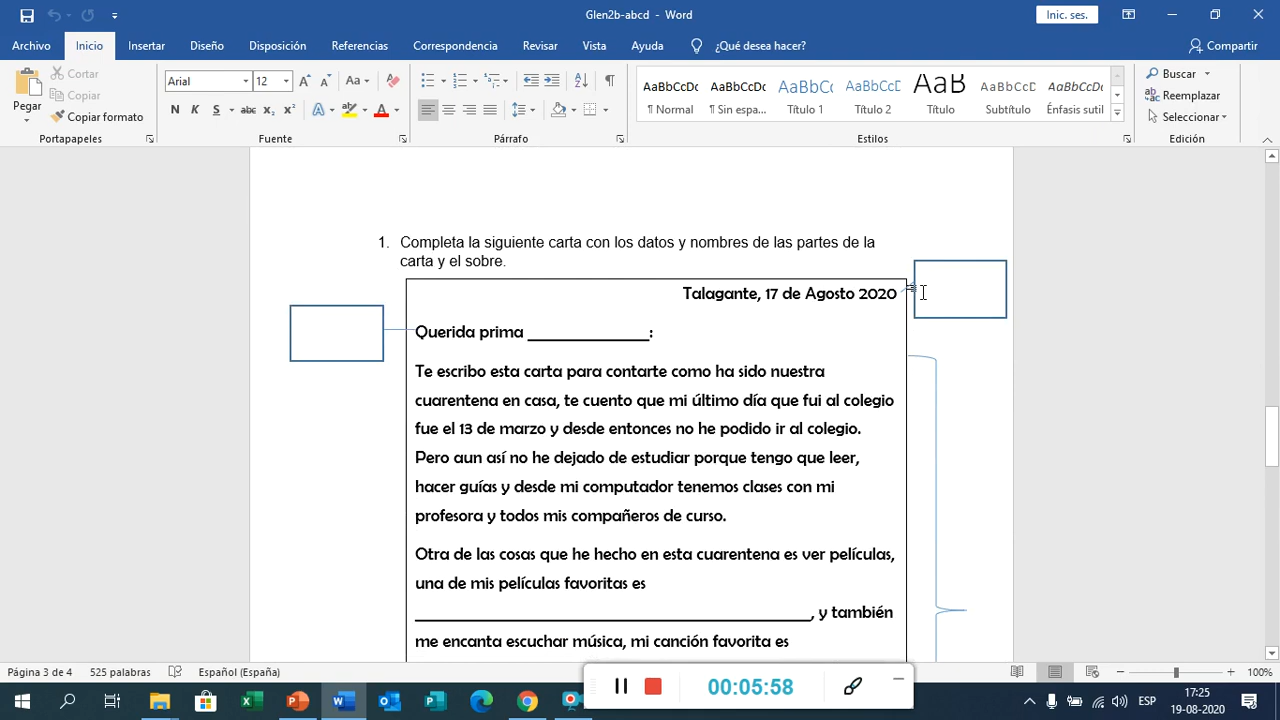 Glen2b-abcd - Word
Inic. ses.
Archivo
Inicio
Insertar
Diseño
Disposición
Referencias
Correspondencia
Revisar
Vista
Ayuda
¿Qué desea hacer?
Compartir
Pegar
Cortar
Copiar
Copiar formato
Portapapeles
Arial
12
Aa
N K S abc x₂ x²
Fuente
Párrafo
AaBbCcDc AaBbCcDc AaBbCc AaBbCcD AaB AaBbCcD AaBbCcDc
¶ Normal
¶ Sin espa...
Título 1
Título 2
Título
Subtítulo
Énfasis sutil
Estilos
Buscar
Reemplazar
Seleccionar
Edición
1. Completa la siguiente carta con los datos y nombres de las partes de la
carta y el sobre.
Talagante, 17 de Agosto 2020
Querida prima ______________:
Te escribo esta carta para contarte como ha sido nuestra
cuarentena en casa, te cuento que mi último día que fui al colegio
fue el 13 de marzo y desde entonces no he podido ir al colegio.
Pero aun así no he dejado de estudiar porque tengo que leer,
hacer guías y desde mi computador tenemos clases con mi
profesora y todos mis compañeros de curso.
Otra de las cosas que he hecho en esta cuarentena es ver películas,
una de mis películas favoritas es
______________________________________________, y también
me encanta escuchar música, mi canción favorita es
Página 3 de 4
525 palabras
Español (España)
100%
00:05:58
ESP
17:25
19-08-2020